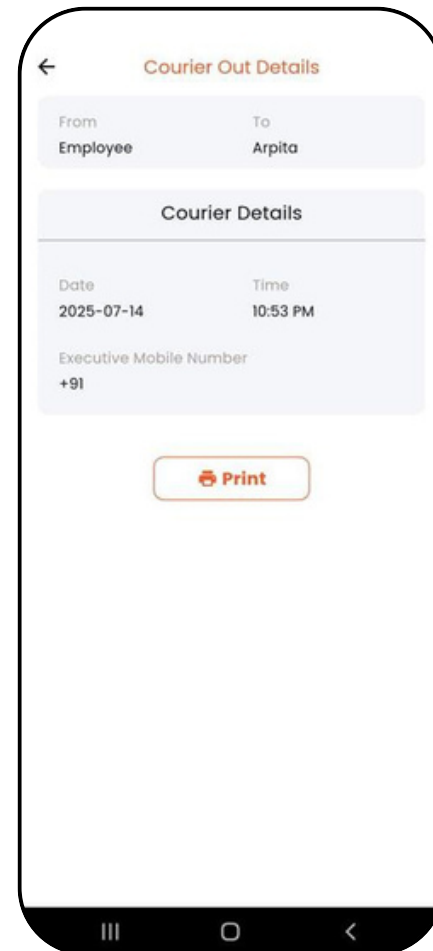 Courier Out Details
From To
Employee Arpita
Courier Details
Date Time
2025-07-14 10:53 PM
Executive Mobile Number
+91
Print